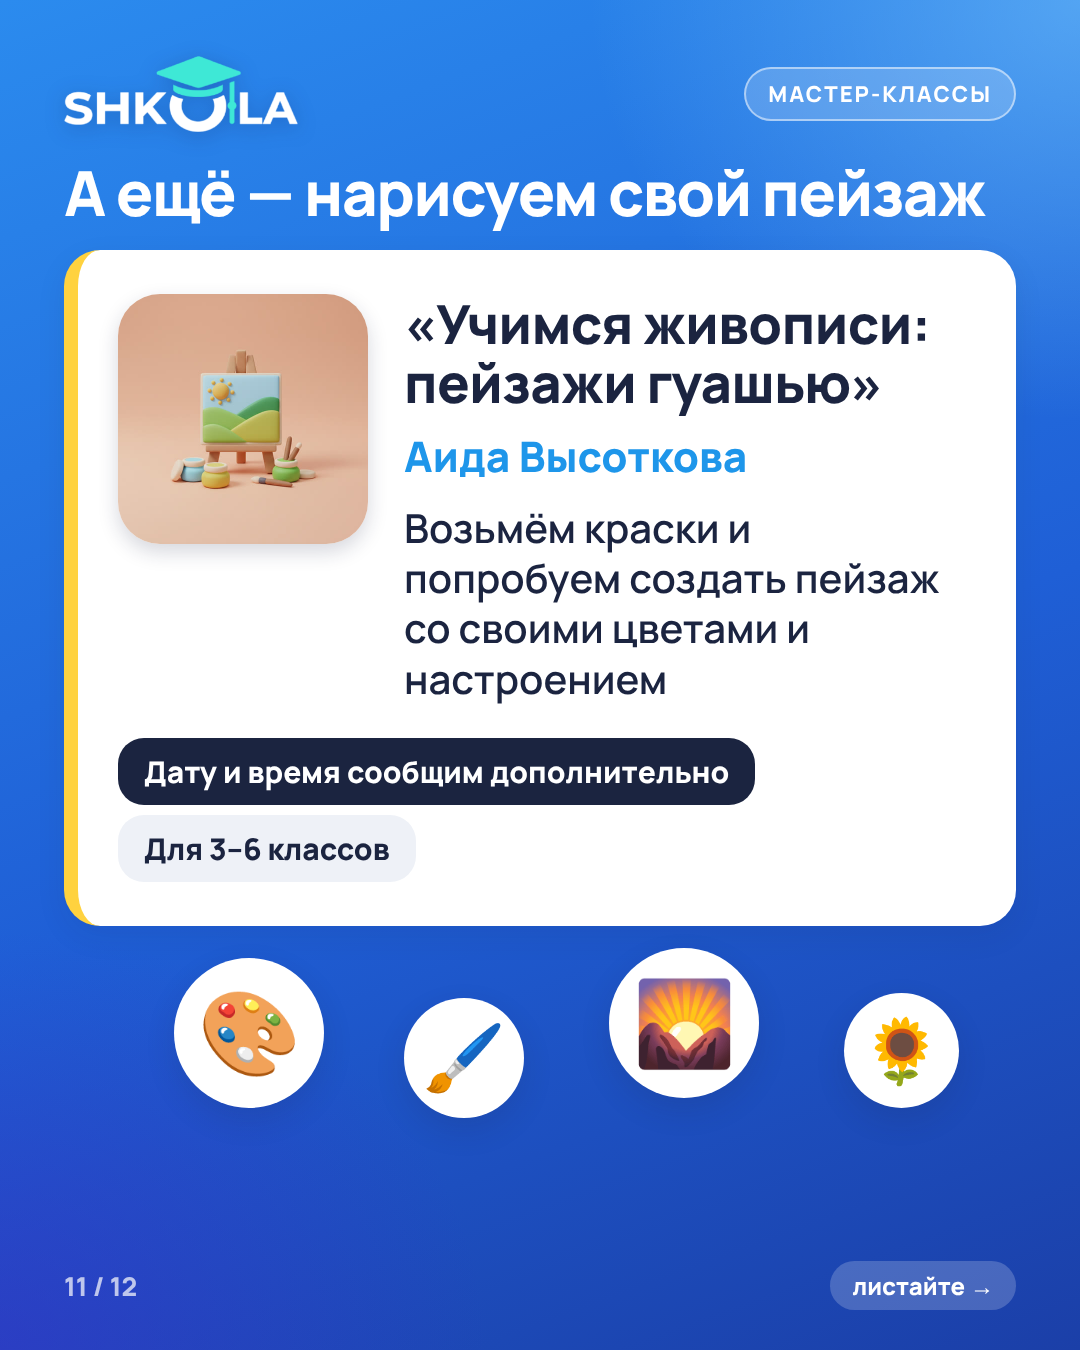 SHKOLA
МАСТЕР-КЛАССЫ
А ещё — нарисуем свой пейзаж
«Учимся живописи:
пейзажи гуашью»
Аида Высоткова
Возьмём краски и
попробуем создать пейзаж
со своими цветами и
настроением
Дату и время сообщим дополнительно
Для 3–6 классов
11 / 12
листайте →